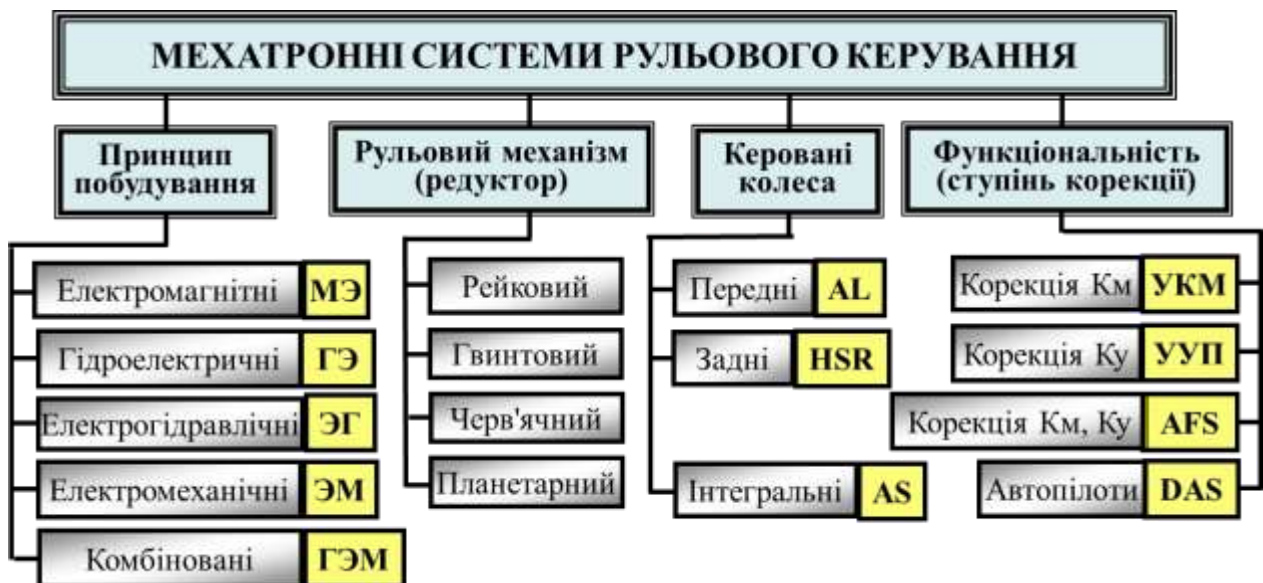 МЕХАТРОННІ СИСТЕМИ РУЛЬОВОГО КЕРУВАННЯ
Принцип
побудування
Електромагнітні МЭ
Гідроелектричні ГЭ
Електрогідравлічні ЭГ
Електромеханічні ЭМ
Комбіновані ГЭМ
Рульовий механізм
(редуктор)
Рейковий
Гвинтовий
Черв'ячний
Планетарний
Керовані
колеса
Передні AL
Задні HSR
Інтегральні AS
Функціональність
(ступінь корекції)
Корекція Км УКМ
Корекція Ку УУП
Корекція Км, Ку AFS
Автопілоти DAS